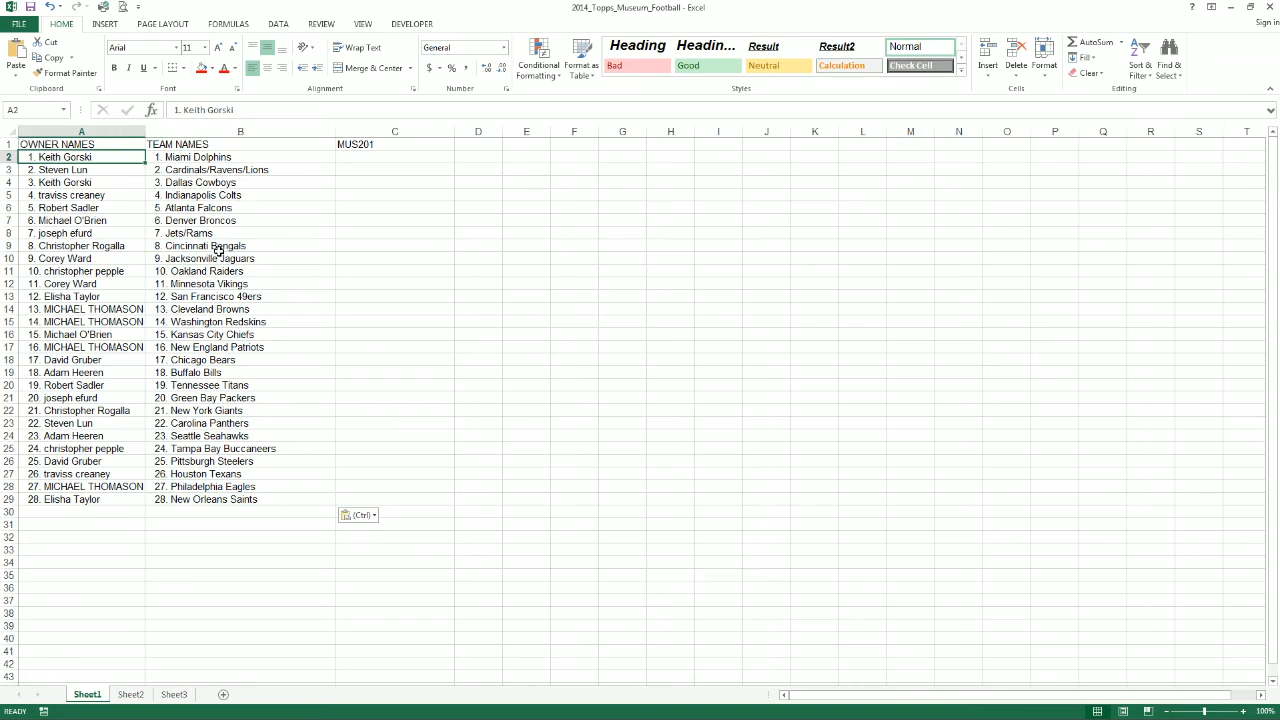 2014_Topps_Museum_Football - Excel
Sign in
FILE HOME INSERT PAGE LAYOUT FORMULAS DATA REVIEW VIEW DEVELOPER
Paste Cut Copy Format Painter Clipboard
Arial 11 B I U Font
Wrap Text Merge & Center Alignment
General $ % , Number
Conditional Formatting Format as Table Heading Headin... Result Result2 Normal
Bad Good Neutral Calculation Check Cell Styles
Insert Delete Format Cells
AutoSum Fill Clear Sort & Filter Find & Select Editing
A2 fx 1. Keith Gorski
A B C D E F G H I J K L M N O P Q R S T
1 OWNER NAMES TEAM NAMES MUS201
2 1. Keith Gorski 1. Miami Dolphins
3 2. Steven Lun 2. Cardinals/Ravens/Lions
4 3. Keith Gorski 3. Dallas Cowboys
5 4. traviss creaney 4. Indianapolis Colts
6 5. Robert Sadler 5. Atlanta Falcons
7 6. Michael O'Brien 6. Denver Broncos
8 7. joseph efurd 7. Jets/Rams
9 8. Christopher Rogalla 8. Cincinnati Bengals
10 9. Corey Ward 9. Jacksonville Jaguars
11 10. christopher pepple 10. Oakland Raiders
12 11. Corey Ward 11. Minnesota Vikings
13 12. Elisha Taylor 12. San Francisco 49ers
14 13. MICHAEL THOMASON 13. Cleveland Browns
15 14. MICHAEL THOMASON 14. Washington Redskins
16 15. Michael O'Brien 15. Kansas City Chiefs
17 16. MICHAEL THOMASON 16. New England Patriots
18 17. David Gruber 17. Chicago Bears
19 18. Adam Heeren 18. Buffalo Bills
20 19. Robert Sadler 19. Tennessee Titans
21 20. joseph efurd 20. Green Bay Packers
22 21. Christopher Rogalla 21. New York Giants
23 22. Steven Lun 22. Carolina Panthers
24 23. Adam Heeren 23. Seattle Seahawks
25 24. christopher pepple 24. Tampa Bay Buccaneers
26 25. David Gruber 25. Pittsburgh Steelers
27 26. traviss creaney 26. Houston Texans
28 27. MICHAEL THOMASON 27. Philadelphia Eagles
29 28. Elisha Taylor 28. New Orleans Saints
30 (Ctrl)
31
32
33
34
35
36
37
38
39
40
41
42
43
Sheet1 Sheet2 Sheet3
READY 100%